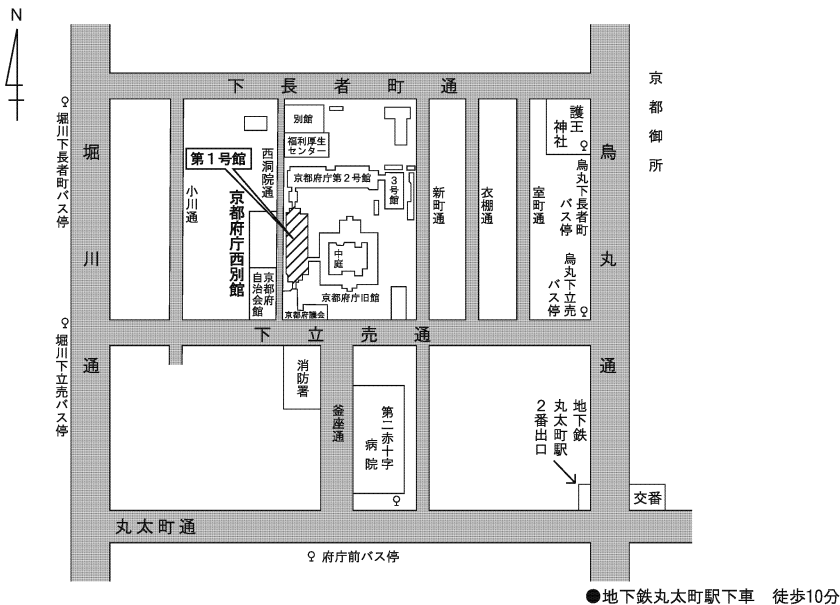 N
下長者町通
京都御所
別館
護王
神社
福利厚生
センター
堀川下長者町バス停
第1号館
西洞院通
京都府庁第2号館
3号館
烏丸下長者町
バス停
堀川通
小川通
京都府庁西別館
新町通
衣棚通
室町通
烏丸通
中庭
烏丸下立売
バス停
京都府
自治会館
京都府庁旧館
京都府議会
下立売通
堀川下立売バス停
消防署
釜座通
第二赤十字
病院
地下鉄
丸太町駅
2番出口
交番
丸太町通
府庁前バス停
●地下鉄丸太町駅下車 徒歩10分